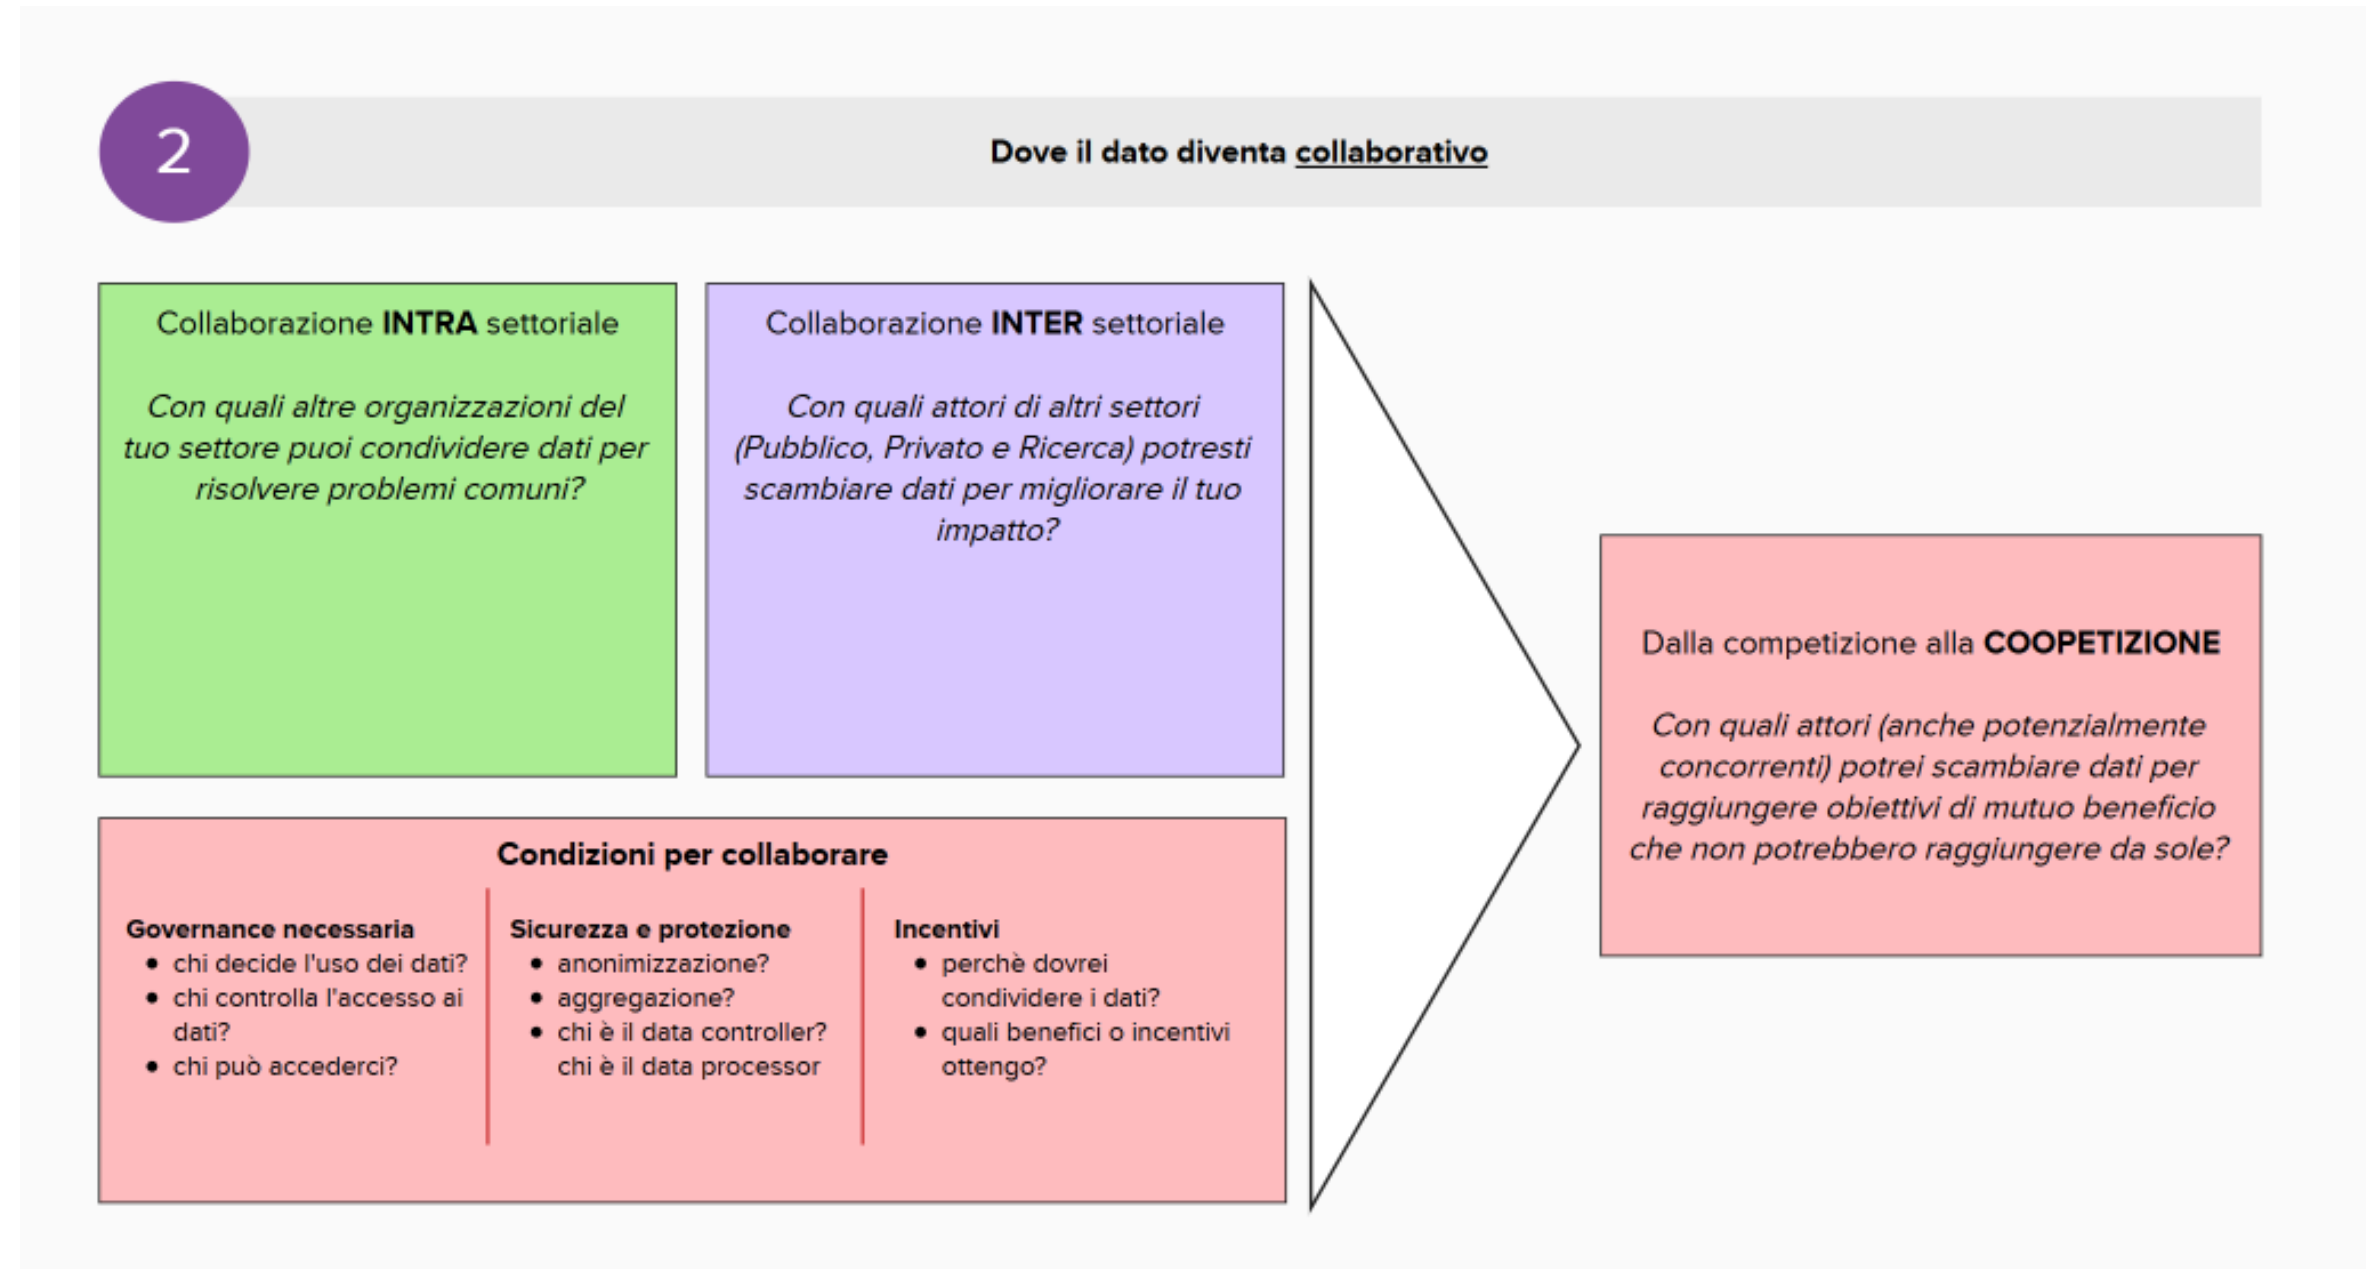 2
Dove il dato diventa collaborativo
Collaborazione INTRA settoriale
Con quali altre organizzazioni del
tuo settore puoi condividere dati per
risolvere problemi comuni?
Collaborazione INTER settoriale
Con quali attori di altri settori
(Pubblico, Privato e Ricerca) potresti
scambiare dati per migliorare il tuo
impatto?
Condizioni per collaborare
Governance necessaria
• chi decide l'uso dei dati?
• chi controlla l'accesso ai
dati?
• chi può accederci?
Sicurezza e protezione
• anonimizzazione?
• aggregazione?
• chi è il data controller?
chi è il data processor
Incentivi
• perchè dovrei
condividere i dati?
• quali benefici o incentivi
ottengo?
Dalla competizione alla COOPETIZIONE
Con quali attori (anche potenzialmente
concorrenti) potrei scambiare dati per
raggiungere obiettivi di mutuo beneficio
che non potrebbero raggiungere da sole?